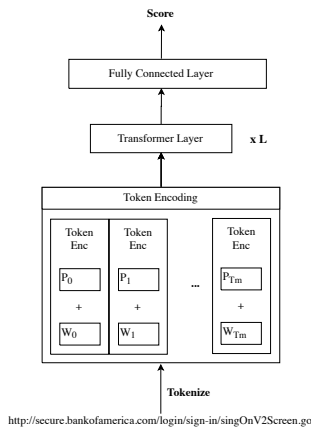 Score
Fully Connected Layer
Transformer Layer
x L
Token Encoding
Token Enc
Token Enc
...
Token Enc
P0
P1
PTm
+
+
+
W0
W1
WTm
Tokenize
http://secure.bankofamerica.com/login/sign-in/singOnV2Screen.go